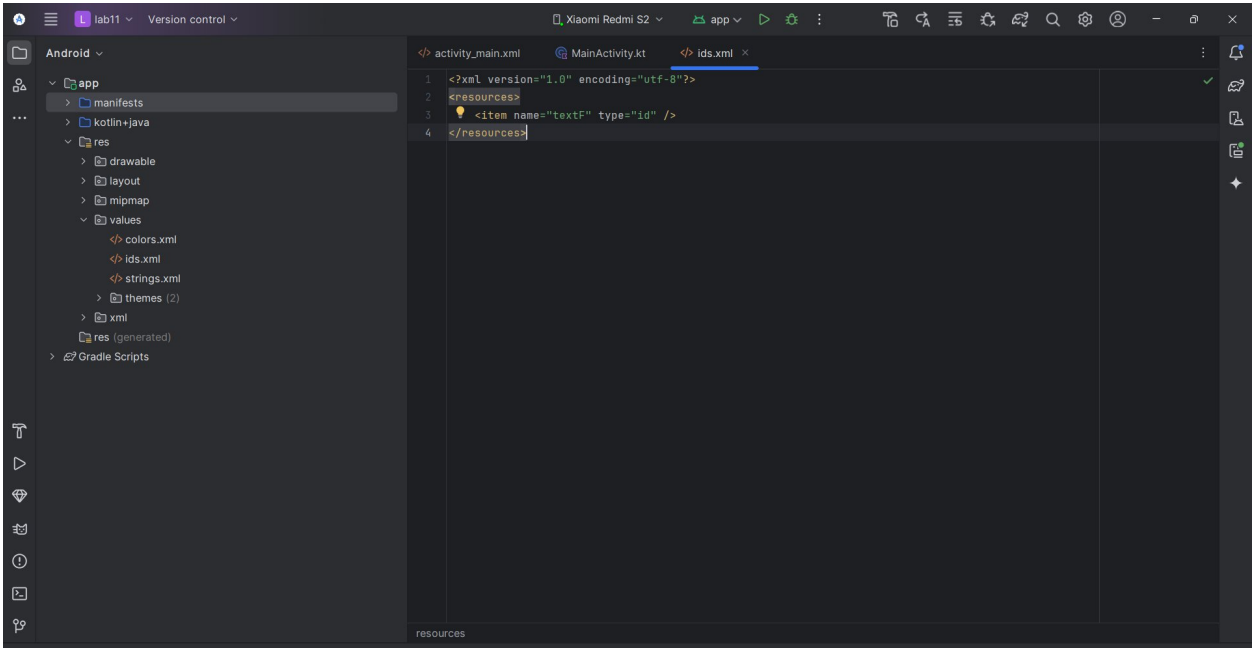 L lab11 Version control Xiaomi Redmi S2 app
Android
app
manifests
kotlin+java
res
drawable
layout
mipmap
values
colors.xml
ids.xml
strings.xml
themes (2)
xml
res (generated)
Gradle Scripts
activity_main.xml MainActivity.kt ids.xml
1 <?xml version="1.0" encoding="utf-8"?>
2 <resources>
3 <item name="textF" type="id" />
4 </resources>
resources